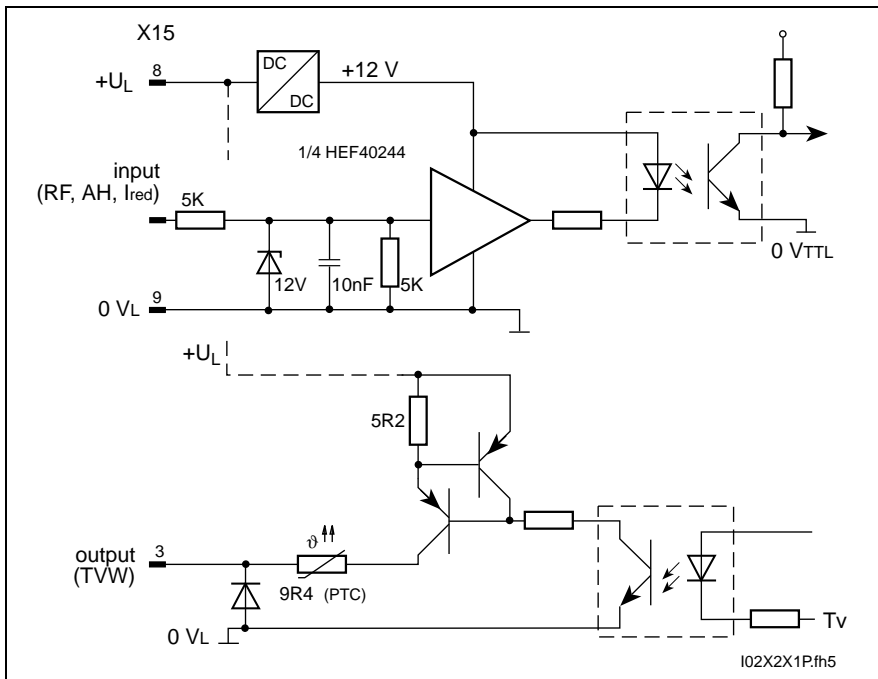 X15
+UL
8
DC
DC
+12 V
1/4 HEF40244
input
(RF, AH, Ired)
5K
12V
10nF
5K
0 VTTL
0 VL
9
+UL
5R2
output
(TVW)
3
ϑ
9R4 (PTC)
0 VL
Tv
I02X2X1P.fh5